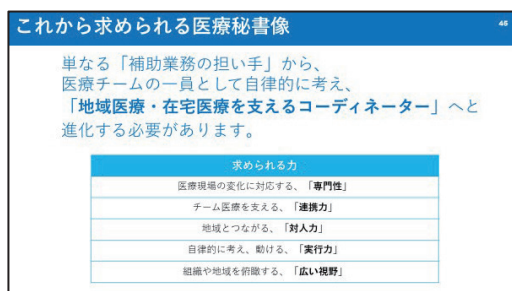 これから求められる医療秘書像
46
単なる「補助業務の担い手」から、
医療チームの一員として自律的に考え、
「地域医療・在宅医療を支えるコーディネーター」へと
進化する必要があります。
求められる力
医療現場の変化に対応する、「専門性」
チーム医療を支える、「連携力」
地域とつながる、「対人力」
自律的に考え、動ける、「実行力」
組織や地域を俯瞰する、「広い視野」